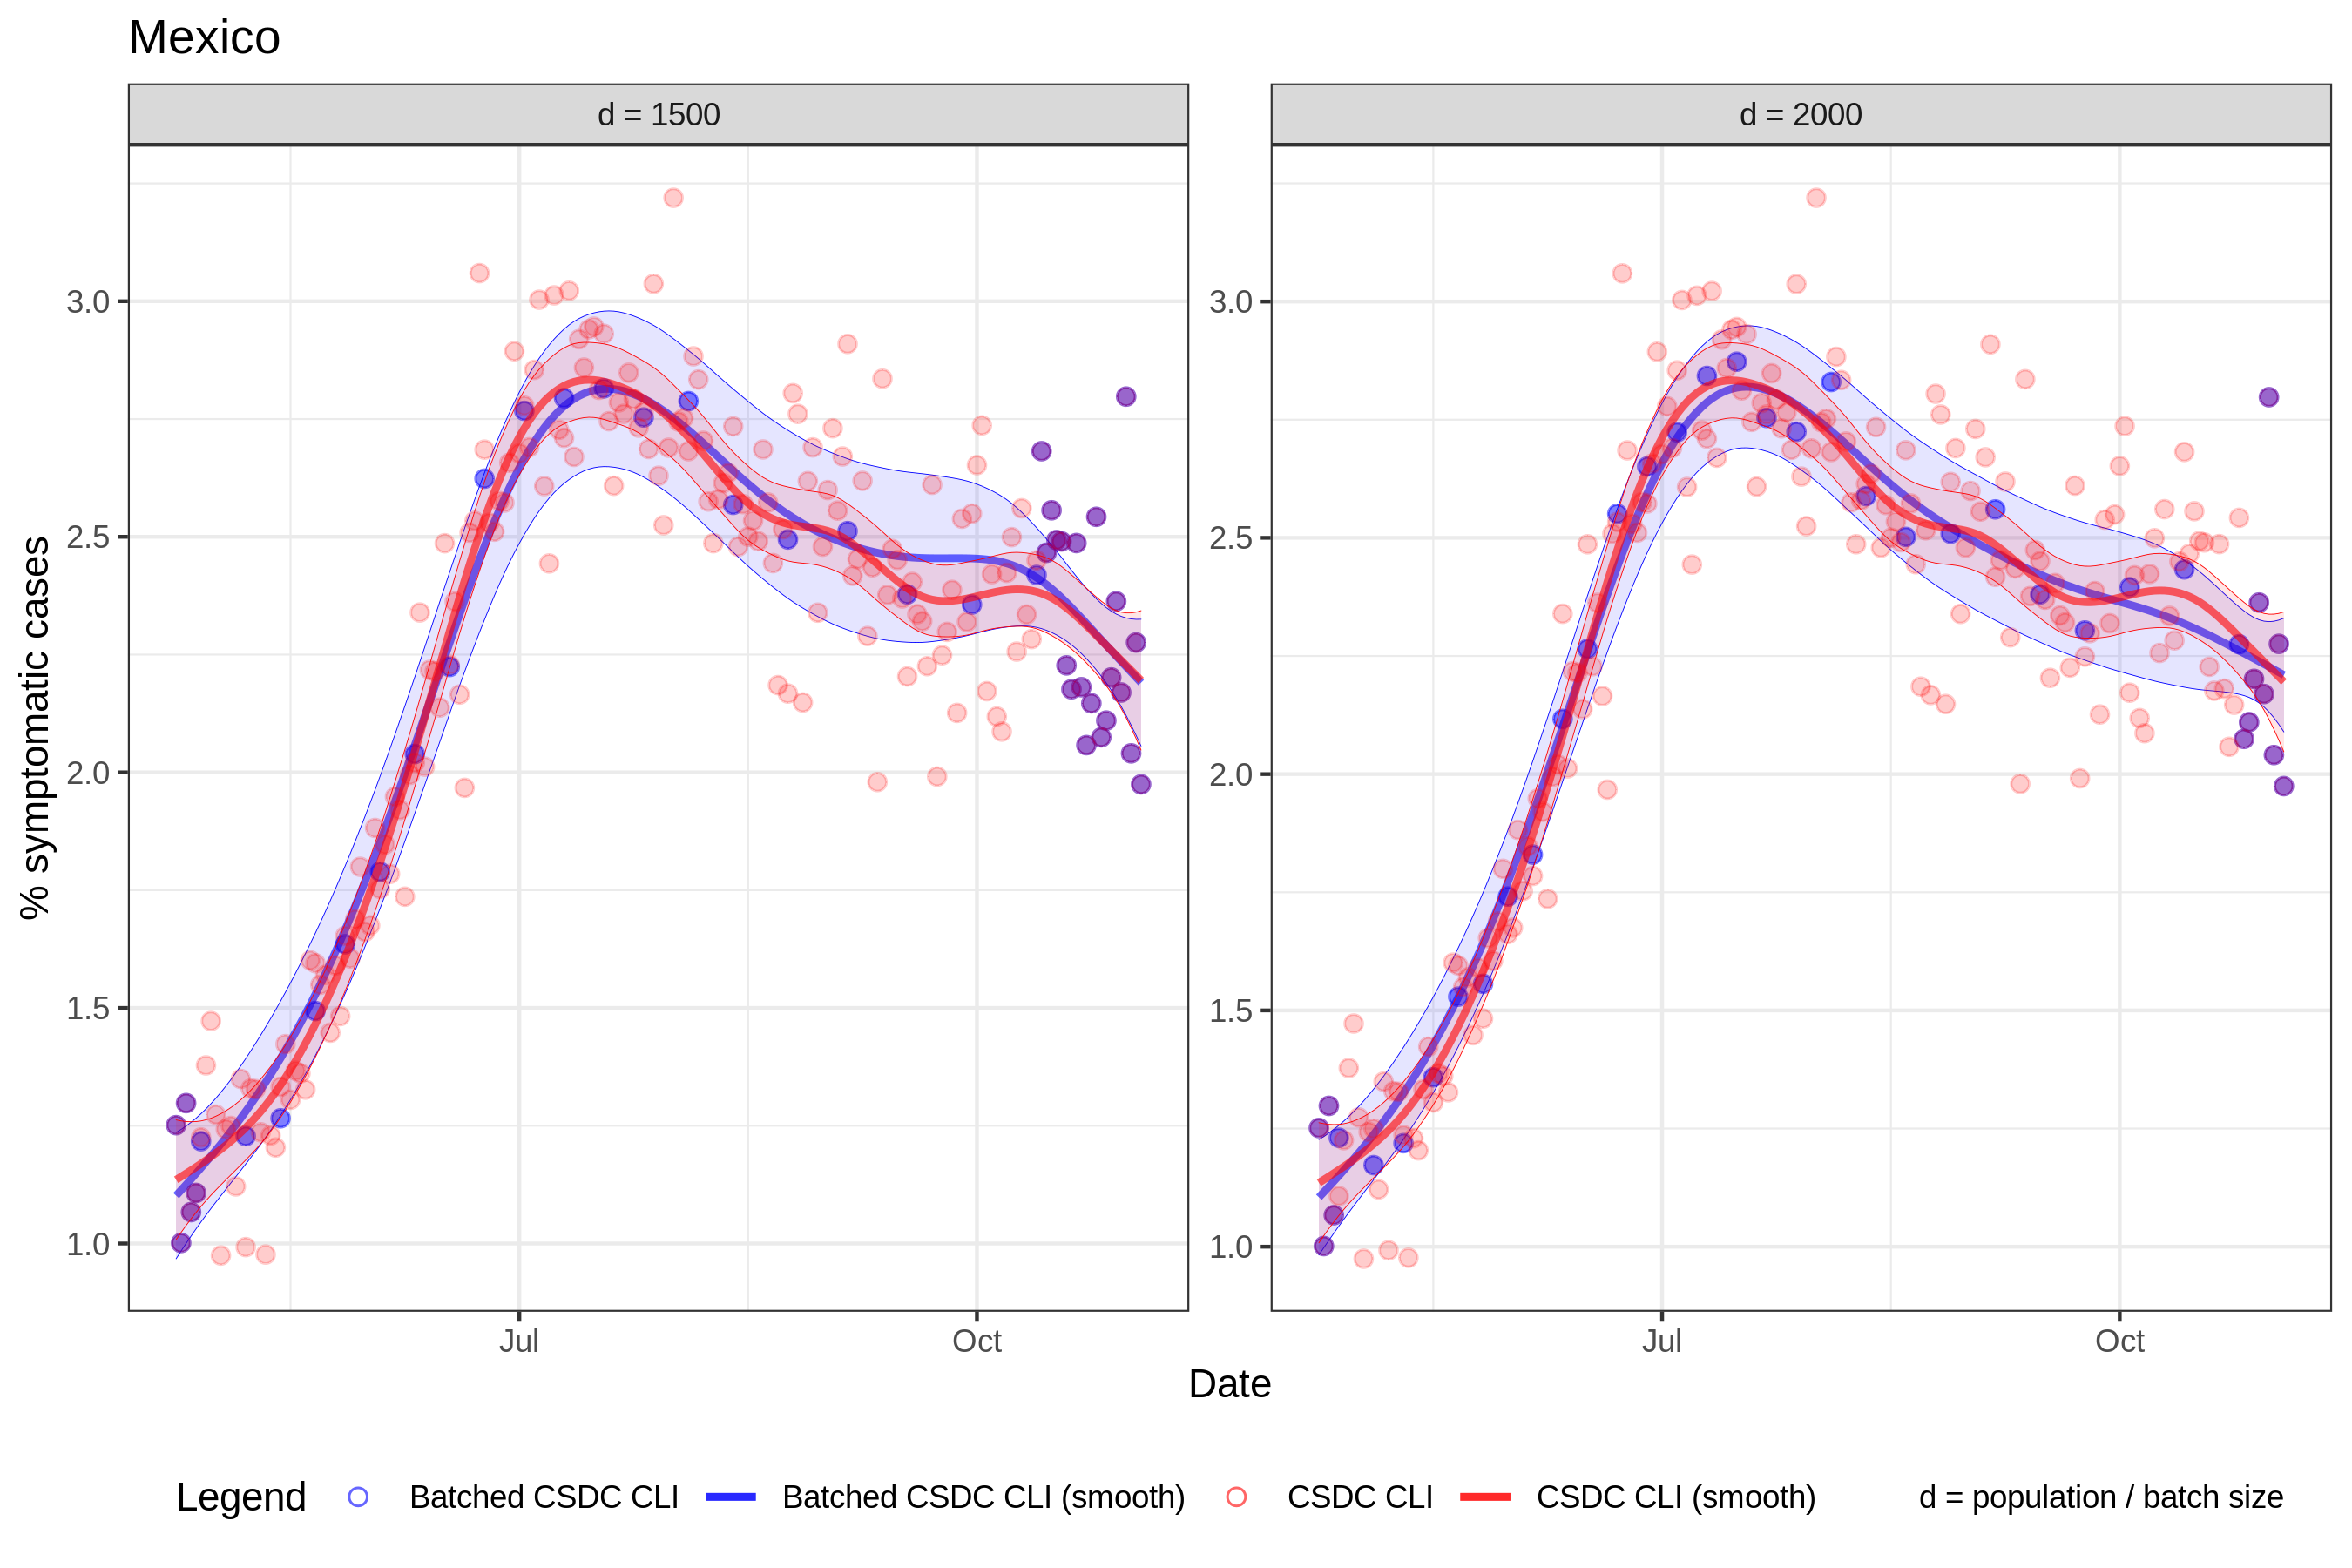 Mexico
d = 1500
d = 2000
% symptomatic cases
3.0
2.5
2.0
1.5
1.0
3.0
2.5
2.0
1.5
1.0
Jul
Oct
Jul
Oct
Date
Legend
Batched CSDC CLI
Batched CSDC CLI (smooth)
CSDC CLI
CSDC CLI (smooth)
d = population / batch size